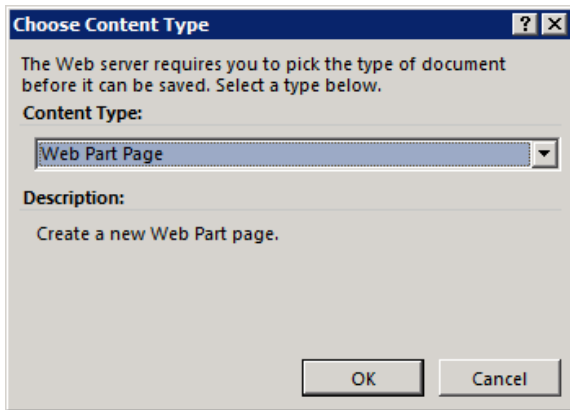 Choose Content Type
The Web server requires you to pick the type of document
before it can be saved. Select a type below.
Content Type:
Web Part Page
Description:
Create a new Web Part page.
OK Cancel